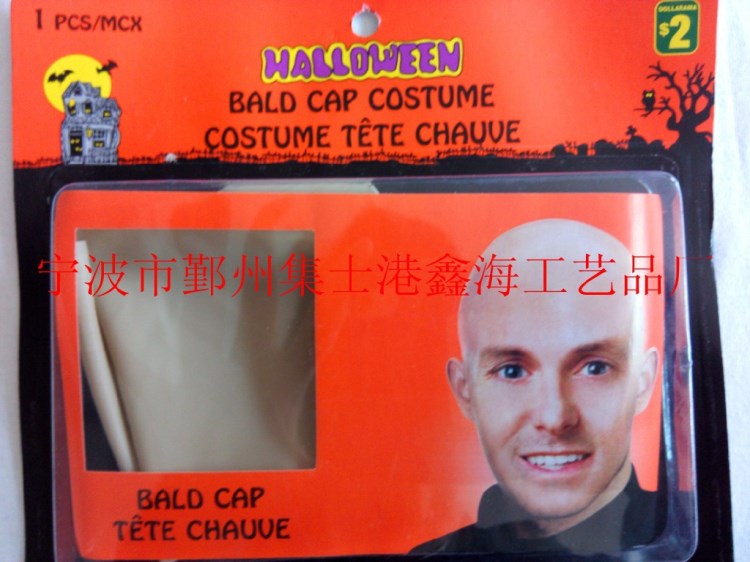 1 PCS/MCX
DOLLARAMA
$2
HALLOWEEN
BALD CAP COSTUME
COSTUME TÊTE CHAUVE
宁波市鄞州集士港鑫海工艺品厂
BALD CAP
TÊTE CHAUVE